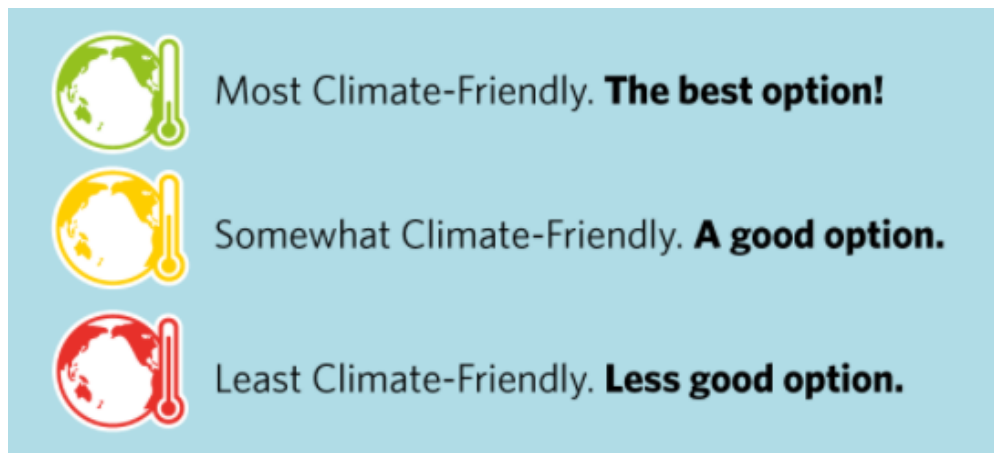 Most Climate-Friendly. The best option!
Somewhat Climate-Friendly. A good option.
Least Climate-Friendly. Less good option.